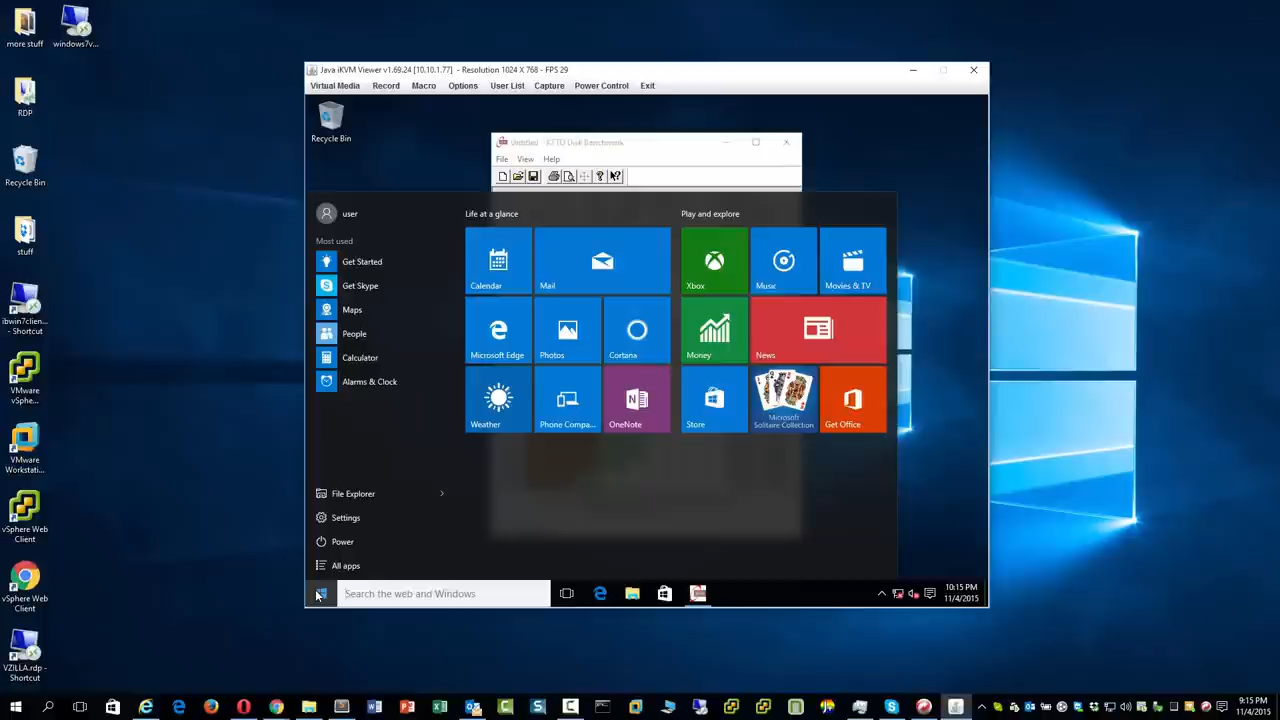 more stuff
windows7v...
RDP
Recycle Bin
stuff
ibwin7clien...
- Shortcut
VMware
vSphe...
VMware
Workstati...
vSphere Web
Client
vSphere Web
Client
VZILLA.rdp -
Shortcut
Java iKVM Viewer v1.69.24 [10.10.1.77] - Resolution 1024 X 768 - FPS 29
Virtual Media Record Macro Options User List Capture Power Control Exit
Recycle Bin
Untitled - ATTO Disk Benchmark
File View Help
user
Most used
Get Started
Get Skype
Maps
People
Calculator
Alarms & Clock
File Explorer
Settings
Power
All apps
Life at a glance
Calendar
Mail
Microsoft Edge
Photos
Cortana
Weather
Phone Compa...
OneNote
Play and explore
Xbox
Music
Movies & TV
Money
News
Store
Microsoft
Solitaire Collection
Get Office
Search the web and Windows
10:15 PM
11/4/2015
9:15 PM
11/4/2015